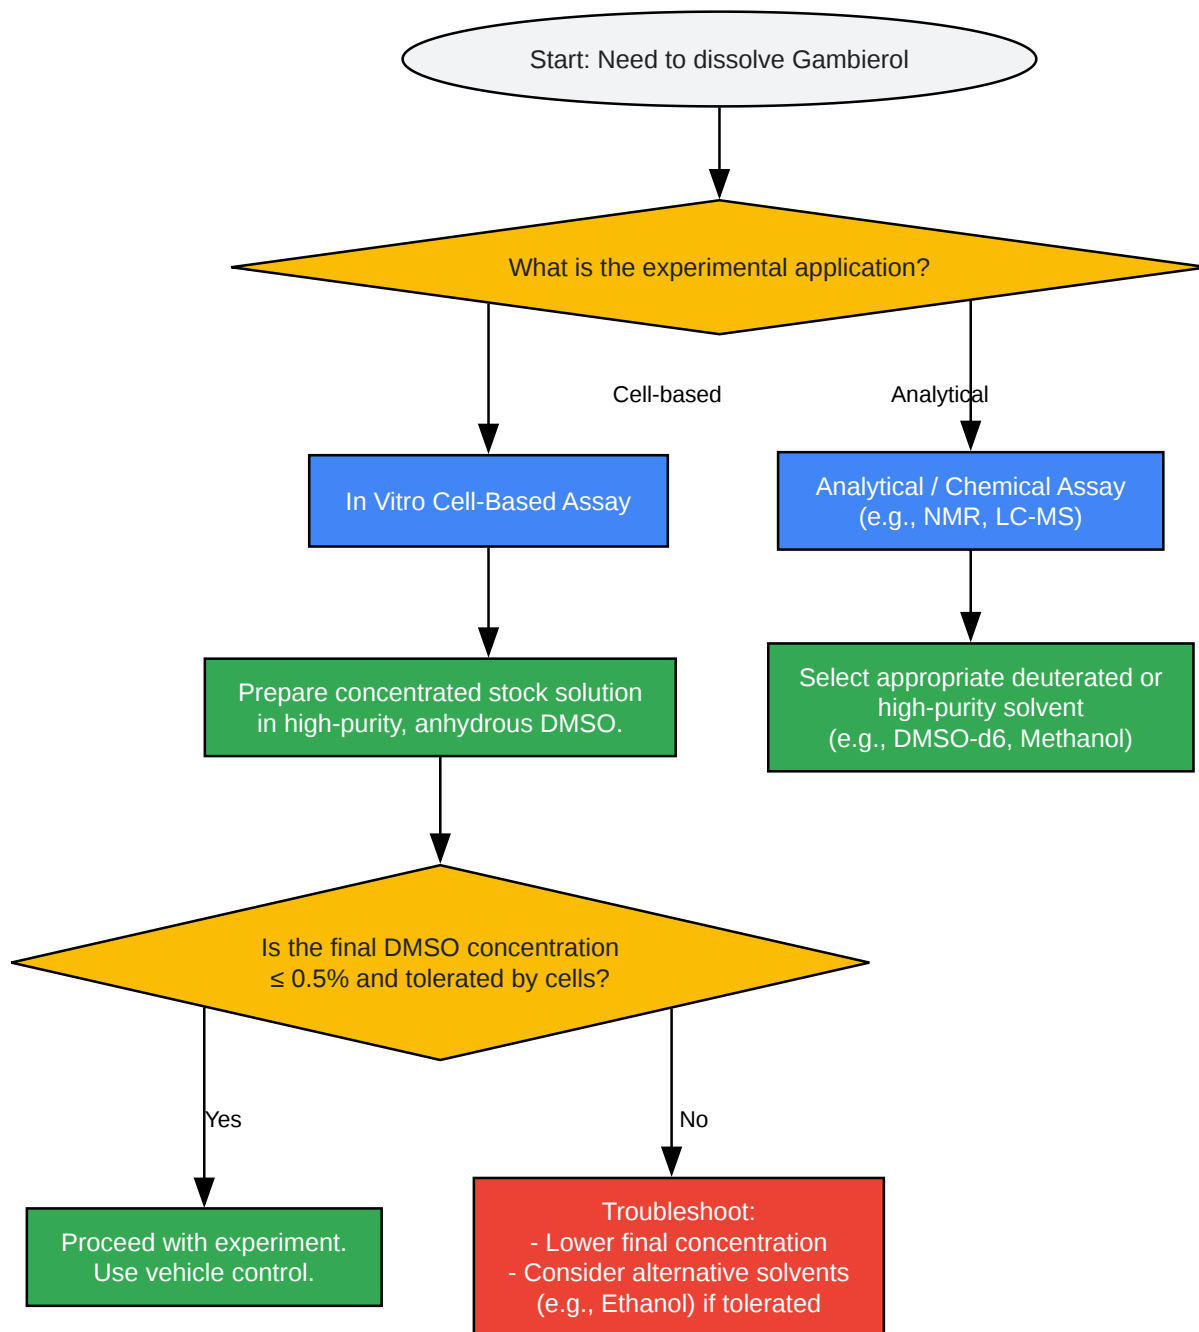 Start: Need to dissolve Gambierol
What is the experimental application?
Cell-based
Analytical
In Vitro Cell-Based Assay
Analytical / Chemical Assay
(e.g., NMR, LC-MS)
Prepare concentrated stock solution
in high-purity, anhydrous DMSO.
Select appropriate deuterated or
high-purity solvent
(e.g., DMSO-d6, Methanol)
Is the final DMSO concentration
≤ 0.5% and tolerated by cells?
Yes
No
Proceed with experiment.
Use vehicle control.
Troubleshoot:
- Lower final concentration
- Consider alternative solvents
(e.g., Ethanol) if tolerated